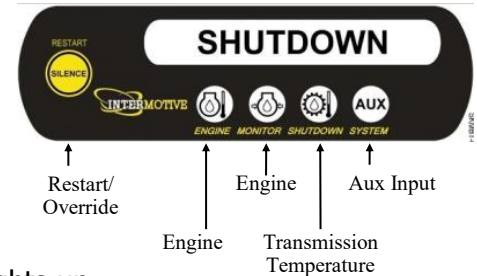 RESTART
SHUTDOWN
SILENCE
INTERMOTIVE
AUX
ENGINE MONITOR SHUTDOWN SYSTEM
Restart/
Override
Engine
Aux Input
Engine
Transmission
Temperature